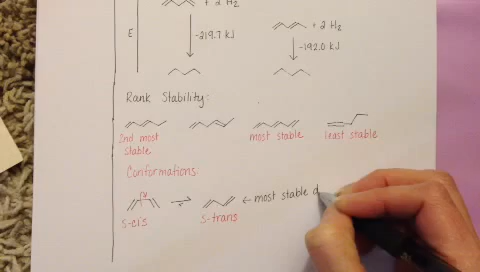 + 2 H₂
E
-219.7 kJ
+ 2 H₂
-192.0 kJ
Rank Stability:
2nd most stable
most stable
least stable
Conformations:
s-cis
s-trans
← most stable d